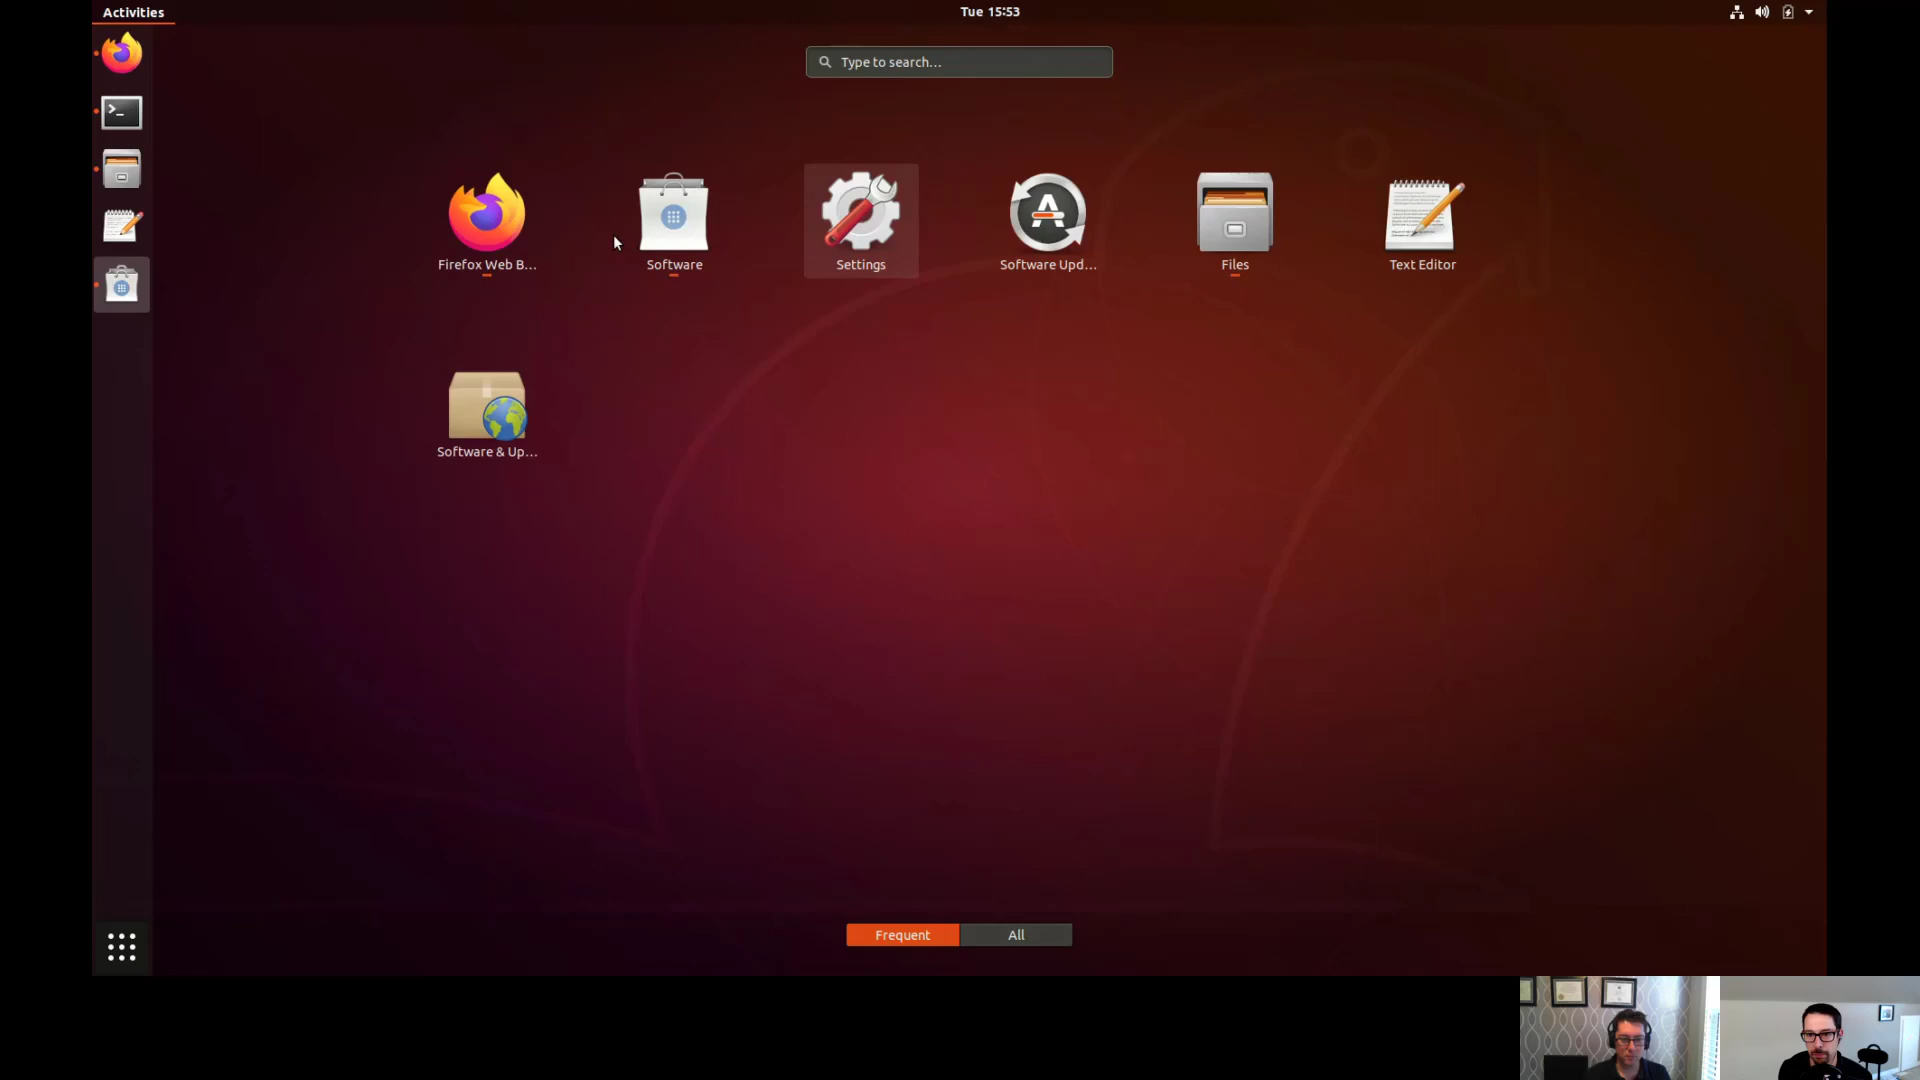 Activities
Tue 15:53
Type to search...
Firefox Web B...
Software
Settings
Software Upd...
Files
Text Editor
Software & Up...
Frequent
All